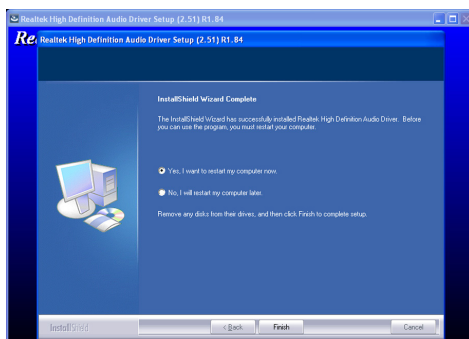 Realtek High Definition Audio Driver Setup (2.51) R1.84
Re
Realtek High Definition Audio Driver Setup (2.51) R1.84
InstallShield Wizard Complete
The InstallShield Wizard has successfully installed Realtek High Definition Audio Driver. Before
you can use the program, you must restart your computer.
Yes, I want to restart my computer now.
No, I will restart my computer later.
Remove any disks from their drives, and then click Finish to complete setup.
InstallShield
< Back
Finish
Cancel